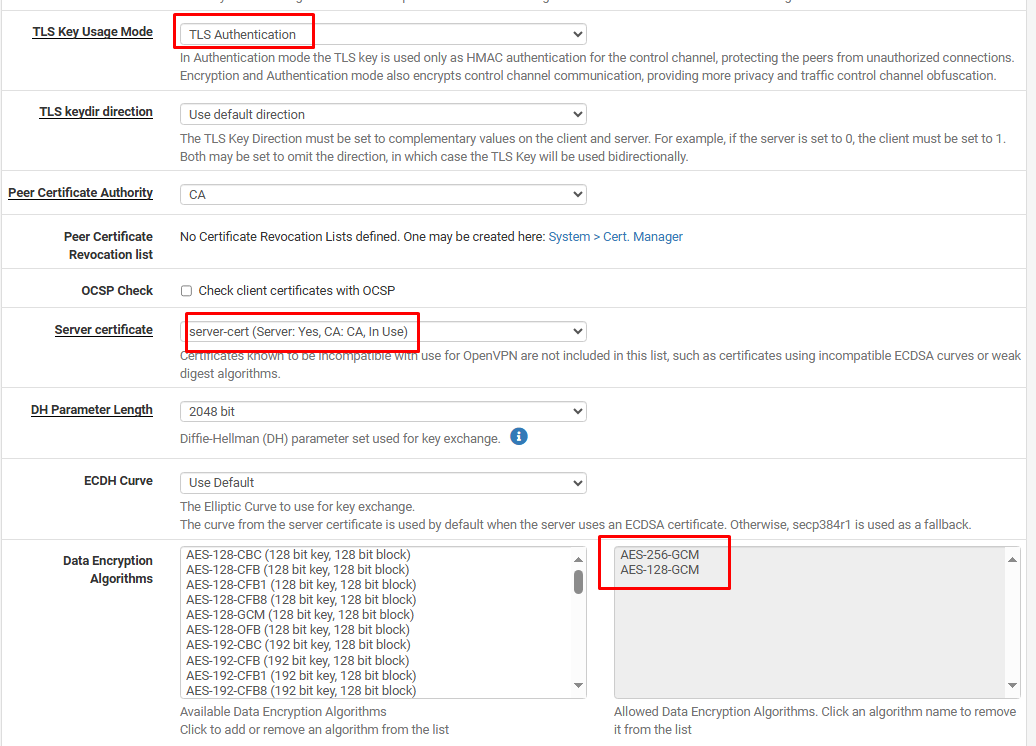 TLS Key Usage Mode
TLS Authentication
In Authentication mode the TLS key is used only as HMAC authentication for the control channel, protecting the peers from unauthorized connections.
Encryption and Authentication mode also encrypts control channel communication, providing more privacy and traffic control channel obfuscation.
TLS keydir direction
Use default direction
The TLS Key Direction must be set to complementary values on the client and server. For example, if the server is set to 0, the client must be set to 1.
Both may be set to omit the direction, in which case the TLS Key will be used bidirectionally.
Peer Certificate Authority
CA
Peer Certificate
Revocation list
No Certificate Revocation Lists defined. One may be created here: System > Cert. Manager
OCSP Check
Check client certificates with OCSP
Server certificate
server-cert (Server: Yes, CA: CA, In Use)
Certificates known to be incompatible with use for OpenVPN are not included in this list, such as certificates using incompatible ECDSA curves or weak
digest algorithms.
DH Parameter Length
2048 bit
Diffie-Hellman (DH) parameter set used for key exchange.
ECDH Curve
Use Default
The Elliptic Curve to use for key exchange.
The curve from the server certificate is used by default when the server uses an ECDSA certificate. Otherwise, secp384r1 is used as a fallback.
Data Encryption
Algorithms
AES-128-CBC (128 bit key, 128 bit block)
AES-128-CFB (128 bit key, 128 bit block)
AES-128-CFB1 (128 bit key, 128 bit block)
AES-128-CFB8 (128 bit key, 128 bit block)
AES-128-GCM (128 bit key, 128 bit block)
AES-128-OFB (128 bit key, 128 bit block)
AES-192-CBC (192 bit key, 128 bit block)
AES-192-CFB (192 bit key, 128 bit block)
AES-192-CFB1 (192 bit key, 128 bit block)
AES-192-CFB8 (192 bit key, 128 bit block)
Available Data Encryption Algorithms
Click to add or remove an algorithm from the list
AES-256-GCM
AES-128-GCM
Allowed Data Encryption Algorithms. Click an algorithm name to remove
it from the list